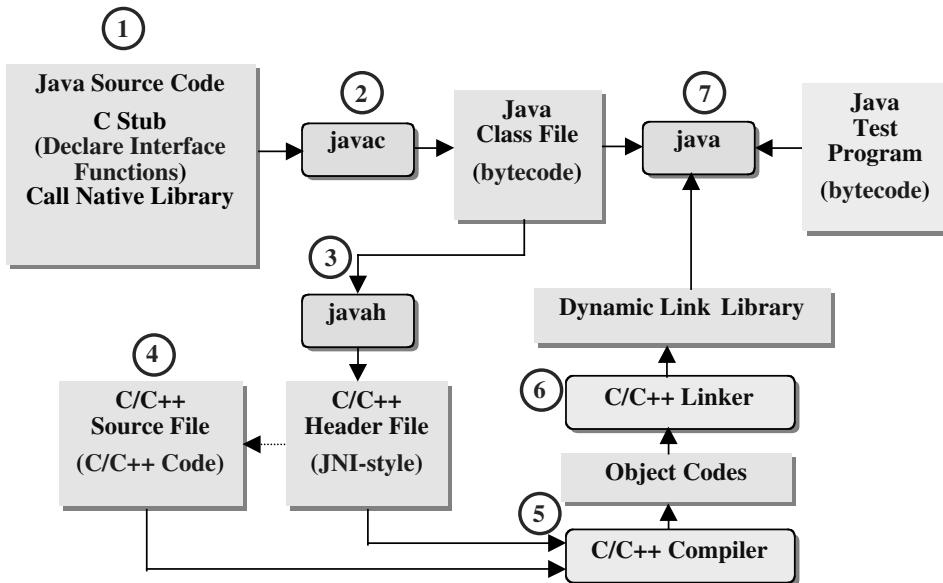 1
Java Source Code
C Stub
(Declare Interface
Functions)
Call Native Library
2
javac
Java
Class File
(bytecode)
7
java
Java
Test
Program
(bytecode)
3
javah
Dynamic Link Library
4
C/C++
Source File
(C/C++ Code)
C/C++
Header File
(JNI-style)
6
C/C++ Linker
Object Codes
5
C/C++ Compiler